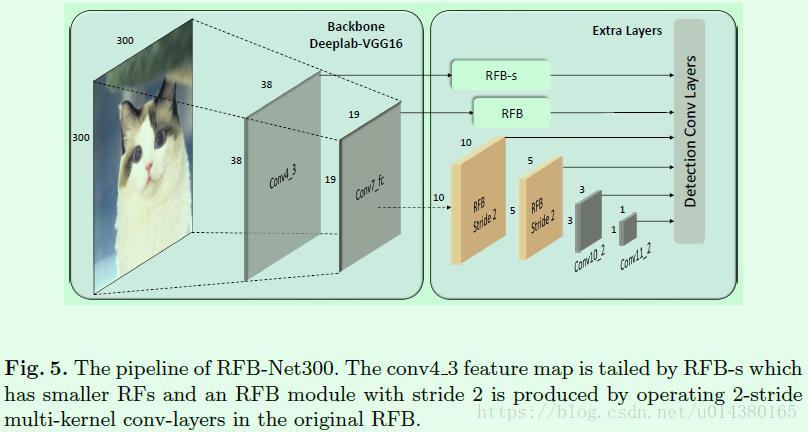 Backbone
Deeplab-VGG16
Extra Layers
300
300
38
38
Conv4_3
19
19
Conv7_fc
RFB-s
RFB
10
10
RFB
Stride 2
5
5
RFB
Stride 2
3
3
Conv10_2
1
1
Conv11_2
Detection Conv Layers
Fig. 5. The pipeline of RFB-Net300. The conv4_3 feature map is tailed by RFB-s which
has smaller RFs and an RFB module with stride 2 is produced by operating 2-stride
multi-kernel conv-layers in the original RFB.
https://blog.csdn.net/u014380165